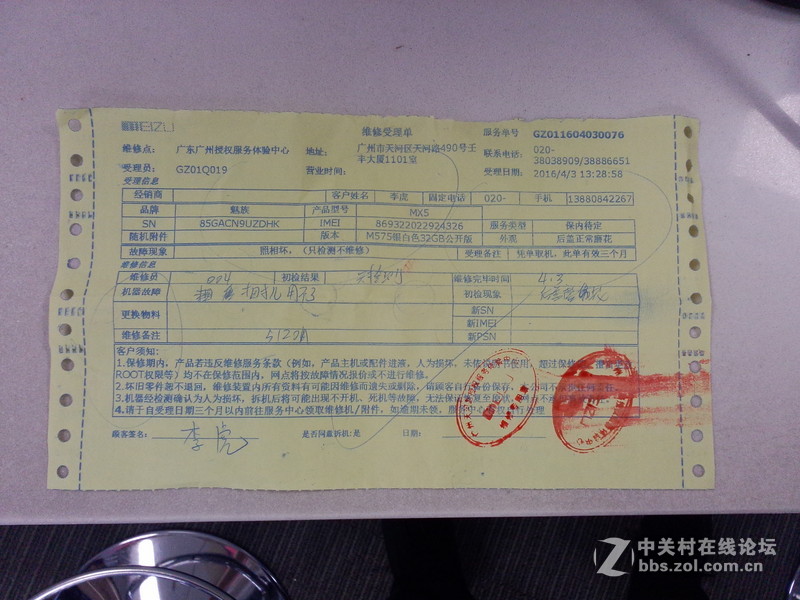 MEIZU 维修受理单 服务单号 GZ011604030076
维修点: 广东广州授权服务体验中心 地址: 广州市天河区天河路490号壬丰大厦1101室 联系电话: 020-38038909/38886651
受理员: GZ01Q019 营业时间: 受理日期: 2016/4/3 13:28:58
受理信息
经销商 客户姓名 李虎 固定电话 020- 手机 13880842267
品牌 魅族 产品型号 MX5
SN 85GACN9UZDHK IMEI 869322022924326 服务类型 保内待定
随机附件 版本 M575银白色32GB公开版 外观 后盖正常磨花
故障现象 照相坏,(只检测不维修) 受理备注 凭单取机,此单有效三个月
维修信息
维修员 004 初检结果 维修完毕时间 4.3
机器故障 初检现象
更换物料 新SN
新IMEI
维修备注 5122A 新PSN
客户须知:
1.保修期内,产品若违反维修服务条款(例如,产品主机或配件进液,人为损坏,
ROOT权限等)均不在保修范围内,网点将按故障情况报价或不进行维修。
2.坏旧零件概不退回,维修装置内所有资料有可能因维修而遗失或删除,请顾客自行备份保存,
3.机器经检测确认为人为损坏,拆机后将可能出现不开机、死机等故障,无法保证恢复至原状,
4.请于自受理日期三个月以内前往服务中心领取维修机/附件,如逾期未领,
顾客签名: 李虎 是否同意拆机:是 日期:
中关村在线论坛
bbs.zol.com.cn